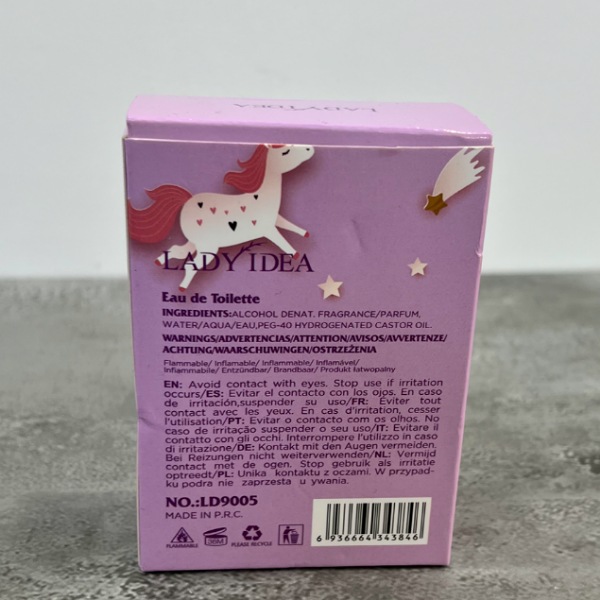 LADY IDEA
LADY IDEA
Eau de Toilette
INGREDIENTS:ALCOHOL DENAT. FRAGRANCE/PARFUM,
WATER/AQUA/EAU,PEG-40 HYDROGENATED CASTOR OIL.
WARNINGS/ADVERTENCIAS/ATTENTION/AVISOS/AVVERTENZE/
ACHTUNG/WAARSCHUWINGEN/OSTRZEŻENIA
Flammable/ Inflamable/ Inflammable/ Inflamável/
Inflammabile/ Entzündbar/ Brandbaar/ Produkt łatwopalny
EN: Avoid contact with eyes. Stop use if irritation
occurs/ES: Evitar el contacto con los ojos. En caso
de irritación,suspender su uso/FR: Éviter tout
contact avec les yeux. En cas d'irritation, cesser
l'utilisation/PT: Evitar o contacto com os olhos. No
caso de irritação suspender o seu uso/IT: Evitare il
contatto con gli occhi. Interrompere l'utilizzo in caso
di irritazione/DE: Kontakt mit den Augen vermeiden.
Bei Reizungen nicht weiterverwenden/NL: Vermijd
contact met de ogen. Stop gebruik als irritatie
optreedt/PL: Unika kontaktu z oczami. W przypad-
ku podra nie zaprzesta u ywania.
NO.:LD9005
MADE IN P.R.C.
FLAMMABLE
36M
PLEASE RECYCLE
6 936664 343846